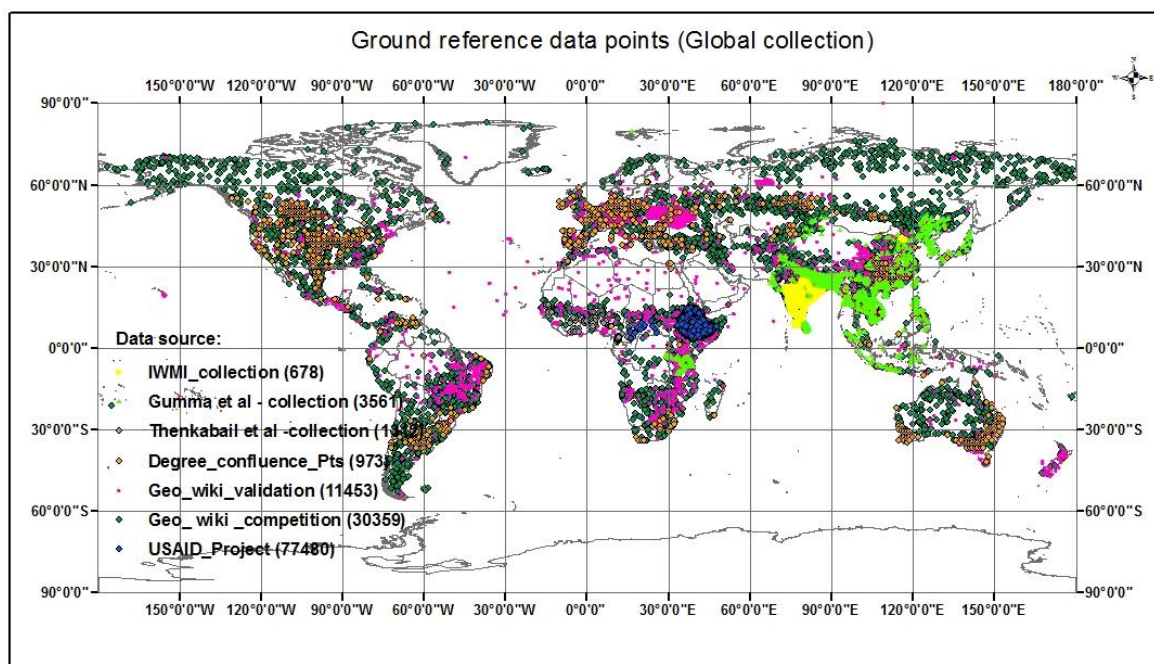 Ground reference data points (Global collection)
N
W E
S
150°0'0"W 120°0'0"W 90°0'0"W 60°0'0"W 30°0'0"W 0°0'0" 30°0'0"E 60°0'0"E 90°0'0"E 120°0'0"E 150°0'0"E 180°0'0"E
90°0'0"N 90°0'0"N
60°0'0"N 60°0'0"N
30°0'0"N 30°0'0"N
0°0'0" 0°0'0"
30°0'0"S 30°0'0"S
60°0'0"S 60°0'0"S
90°0'0"S 90°0'0"S
Data source:
IWMI_collection (678)
Gumma et al - collection (3561)
Thenkabail et al -collection
Degree_confluence_Pts (973)
Geo_wiki_validation (11453)
Geo_ wiki _competition (30359)
USAID_Project (77480)
150°0'0"W 120°0'0"W 90°0'0"W 60°0'0"W 30°0'0"W 0°0'0" 30°0'0"E 60°0'0"E 90°0'0"E 120°0'0"E 150°0'0"E